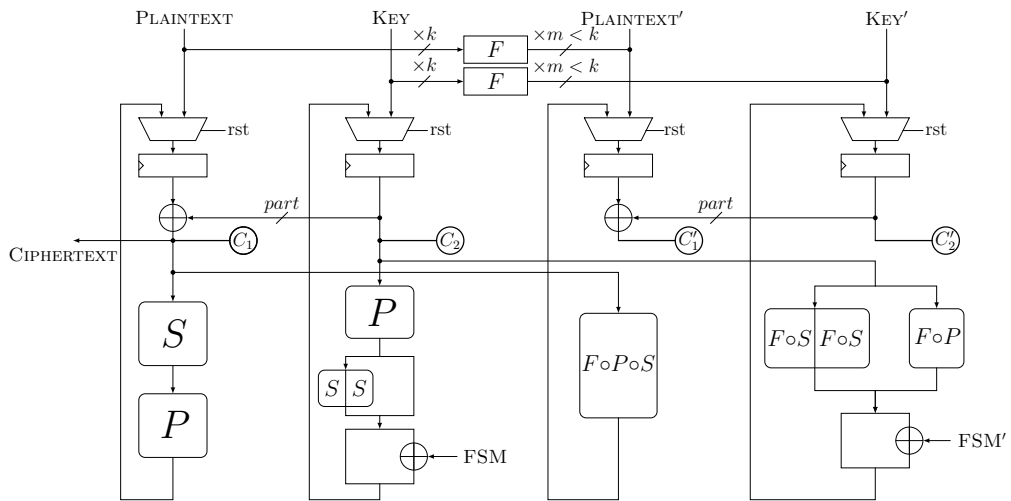 PLAINTEXT KEY PLAINTEXT′ KEY′
×k F ×m < k
×k F ×m < k
rst rst rst rst
part part
C₁ C₂ C′₁ C′₂
CIPHERTEXT
S P F∘P∘S F∘S F∘S F∘P
S S
P
FSM FSM′